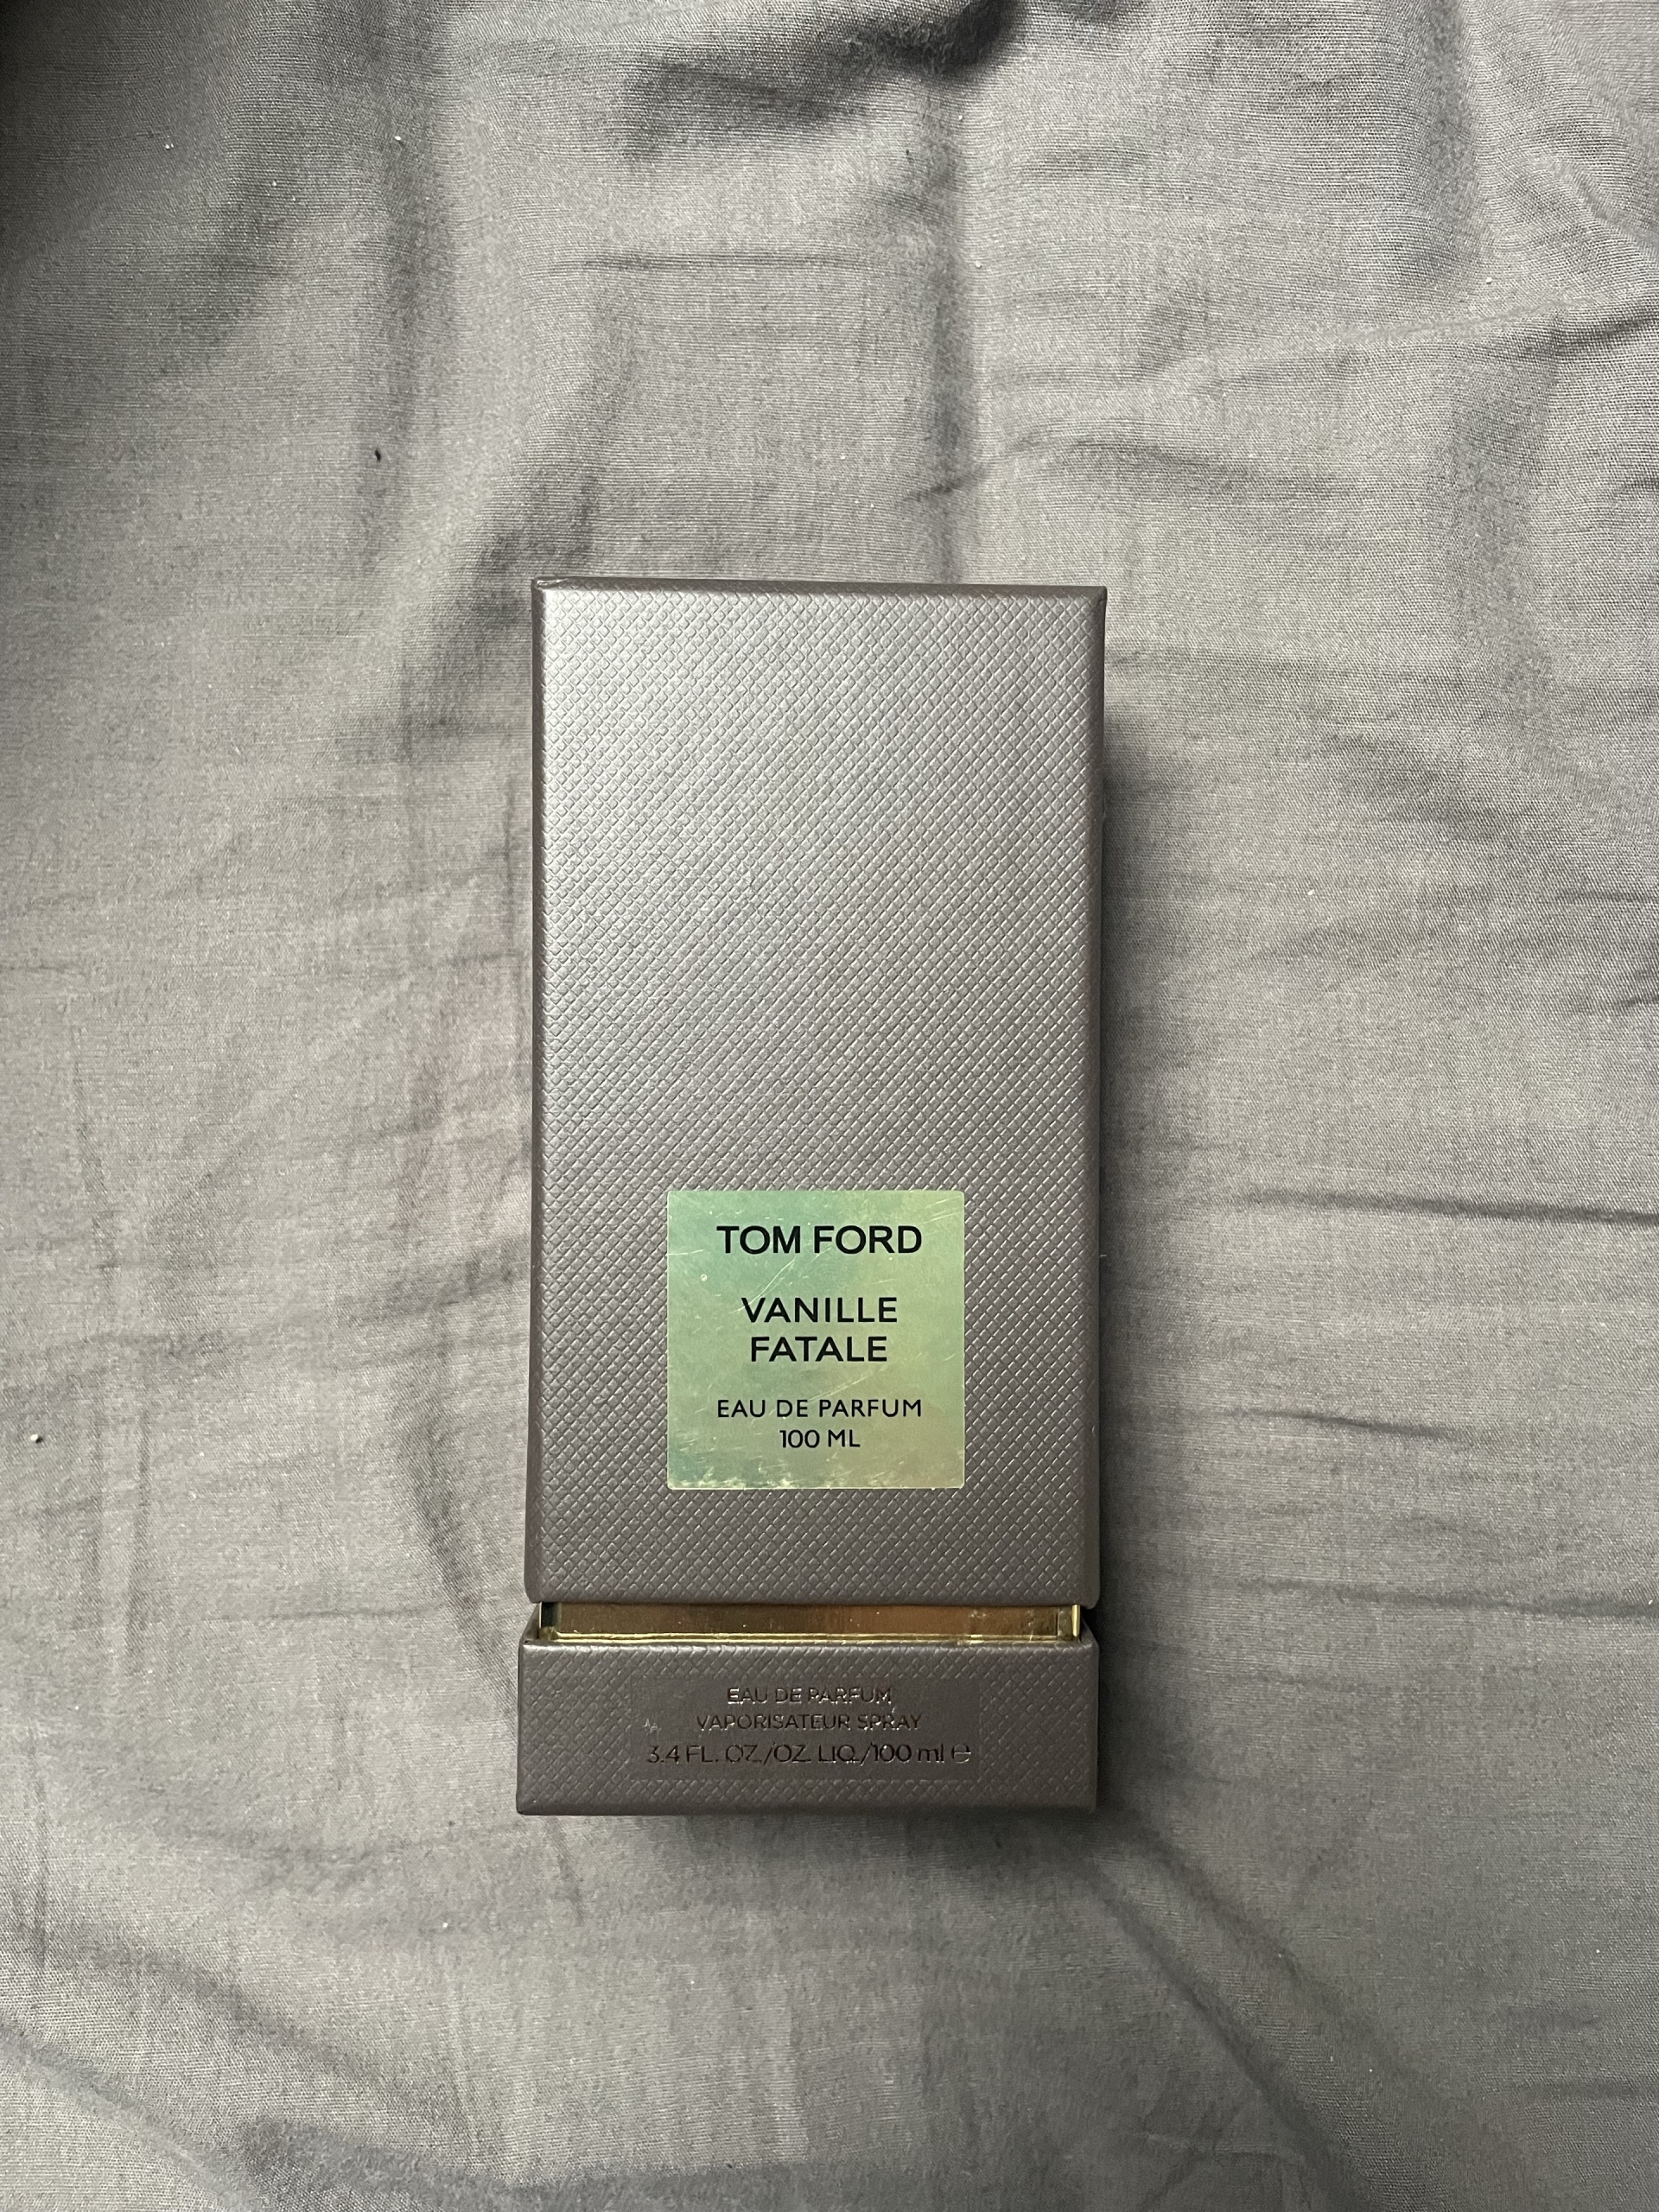 TOM FORD
VANILLE
FATALE
EAU DE PARFUM
100 ML
EAU DE PARFUM
VAPORISATEUR SPRAY
3.4 FL. OZ./OZ. LIQ./100 ml ℮